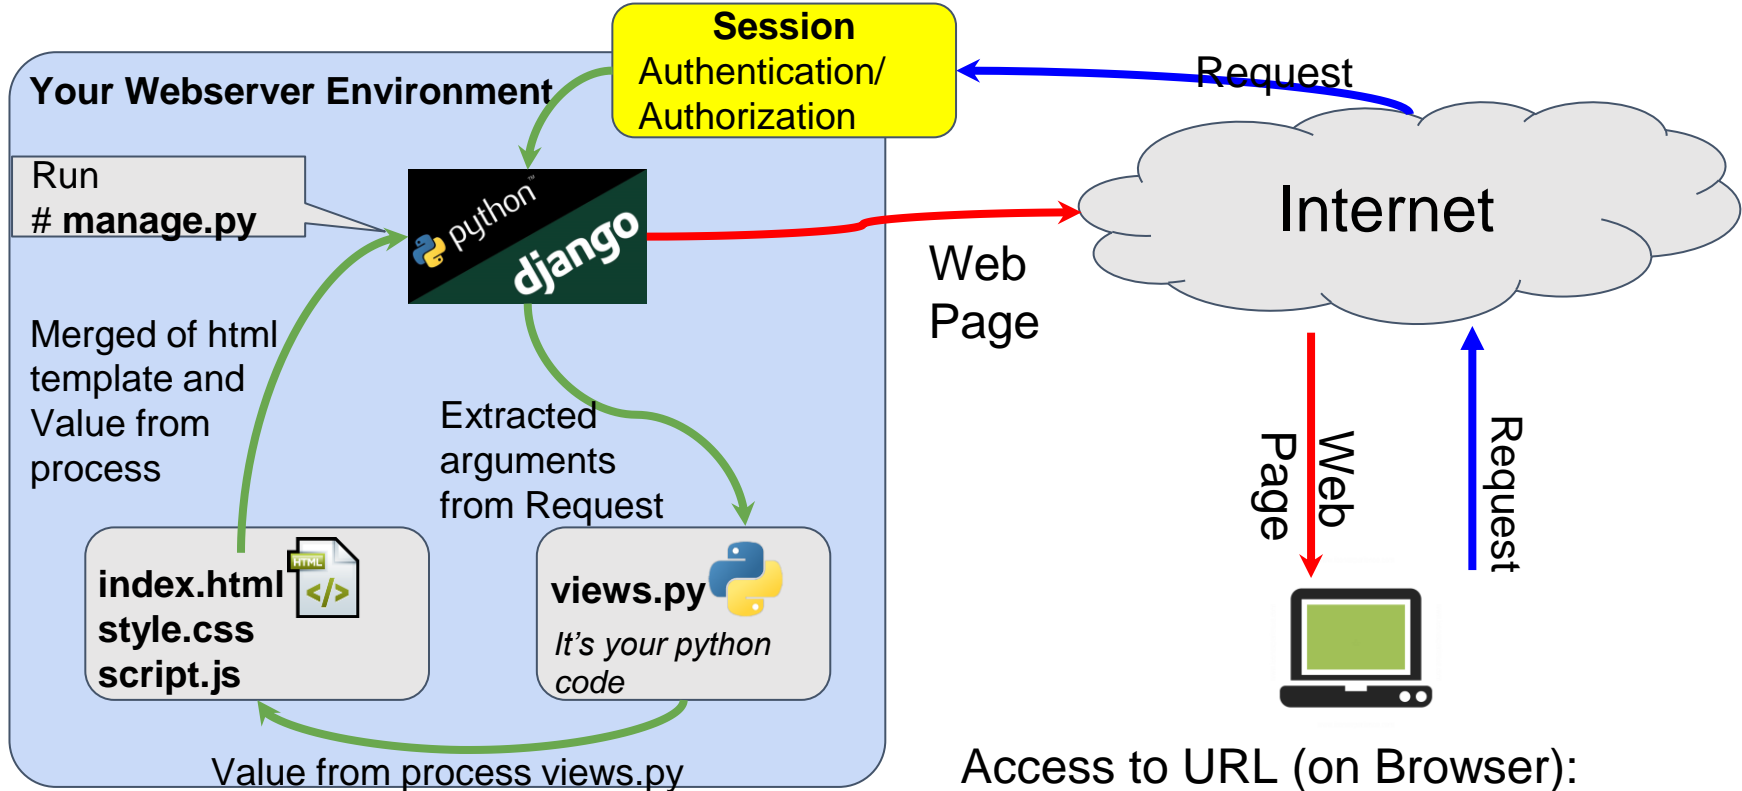 Session
Authentication/
Authorization
Request
Your Webserver Environment
Run
# manage.py
python™
django
Internet
Web
Page
Merged of html
template and
Value from
process
Extracted
arguments
from Request
Web
Page
Request
index.html
style.css
script.js
HTML
</>
views.py
It’s your python
code
Value from process views.py
Access to URL (on Browser):